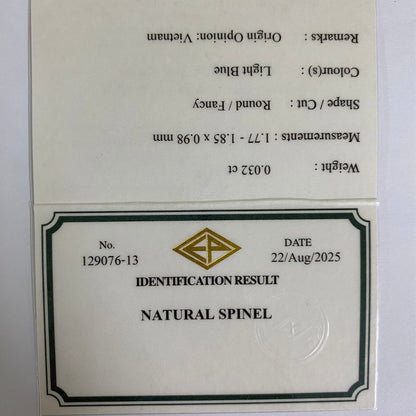 Weight : 0.032 ct
Measurements : 1.77 - 1.85 x 0.98 mm
Shape / Cut : Round / Fancy
Colour(s) : Light Blue
Remarks : Origin Opinion: Vietnam
No.
129076-13
EP
DATE
22/Aug/2025
IDENTIFICATION RESULT
NATURAL SPINEL